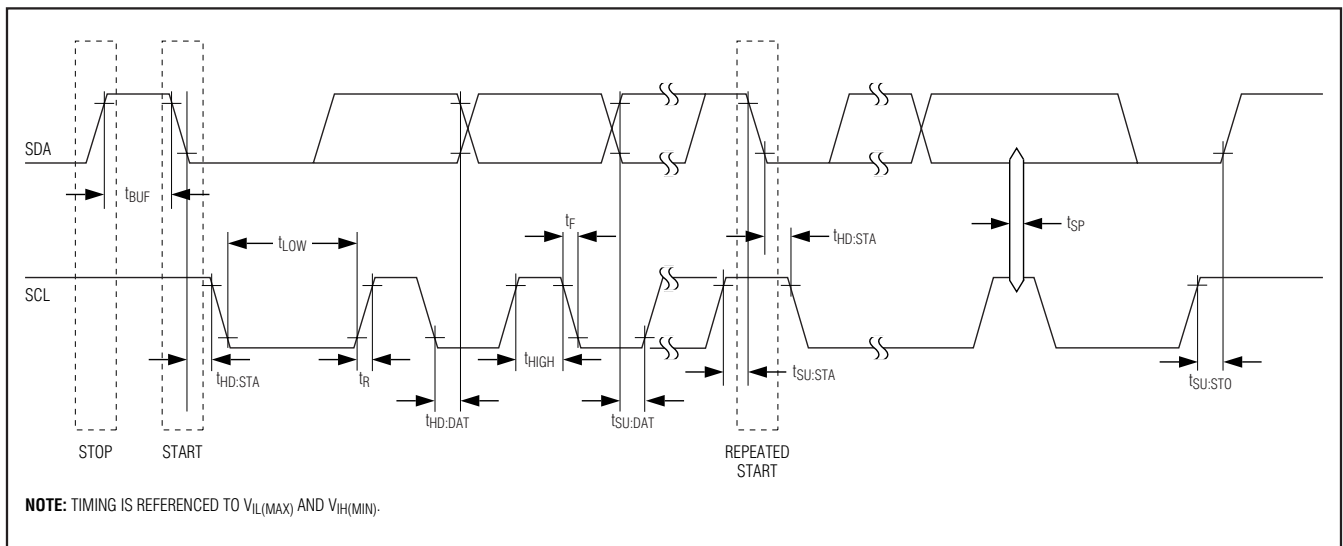 SDA
tBUF
tLOW
tF
tHD:STA
tSP
SCL
tHD:STA
tR
tHIGH
tSU:STA
tSU:STO
tHD:DAT
tSU:DAT
STOP
START
REPEATED
START
NOTE: TIMING IS REFERENCED TO VIL(MAX) AND VIH(MIN).